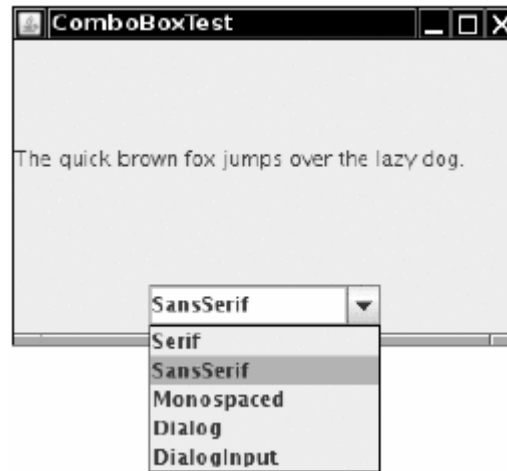 ComboBoxTest
The quick brown fox jumps over the lazy dog.
SansSerif
Serif
SansSerif
Monospaced
Dialog
DialogInput